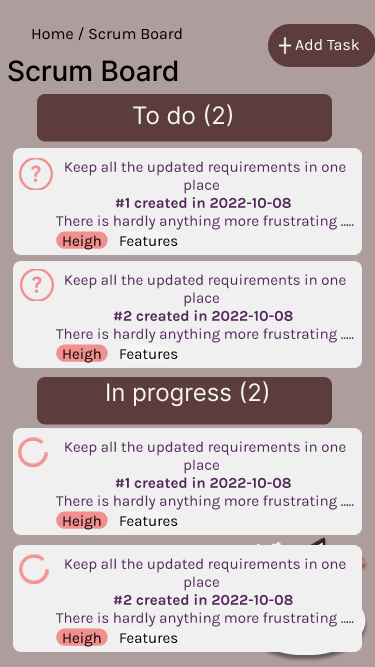 Home / Scrum Board
+ Add Task
Scrum Board
To do (2)
Keep all the updated requirements in one
place
#1 created in 2022-10-08
There is hardly anything more frustrating .....
Heigh Features
Keep all the updated requirements in one
place
#2 created in 2022-10-08
There is hardly anything more frustrating .....
Heigh Features
In progress (2)
Keep all the updated requirements in one
place
#1 created in 2022-10-08
There is hardly anything more frustrating .....
Heigh Features
Keep all the updated requirements in one
place
#2 created in 2022-10-08
There is hardly anything more frustrating .....
Heigh Features